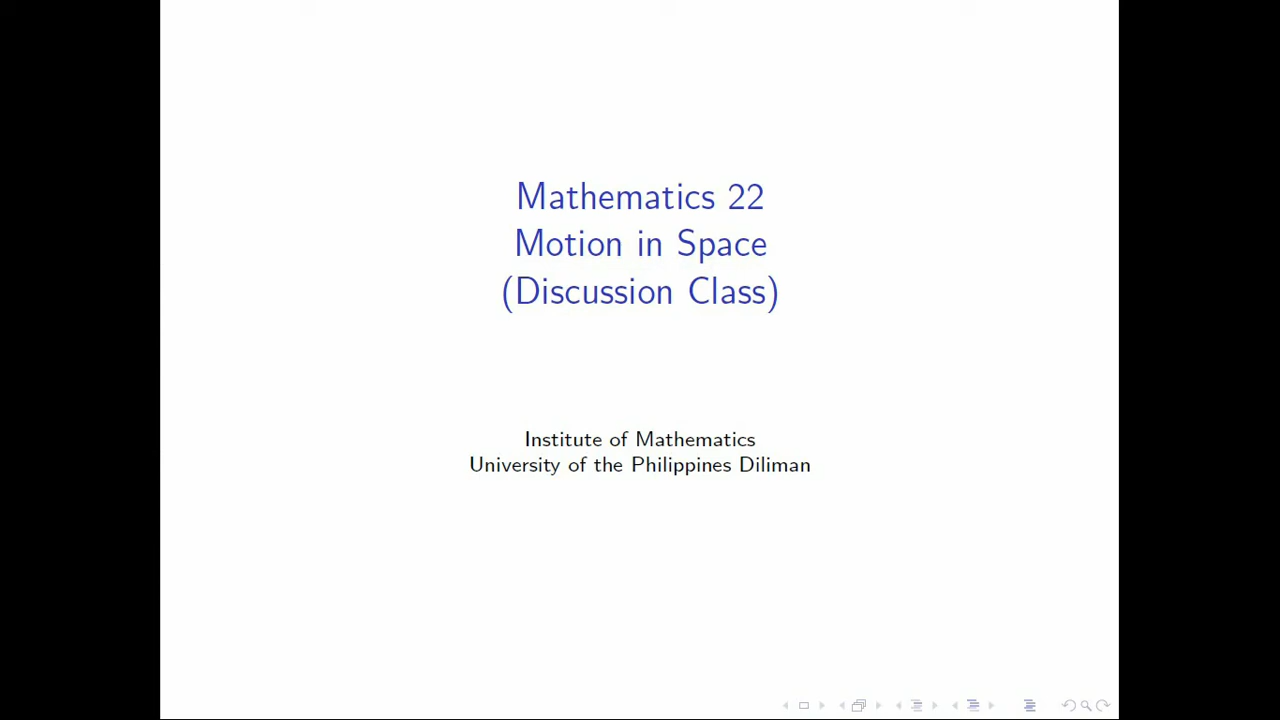 Mathematics 22
Motion in Space
(Discussion Class)
Institute of Mathematics
University of the Philippines Diliman